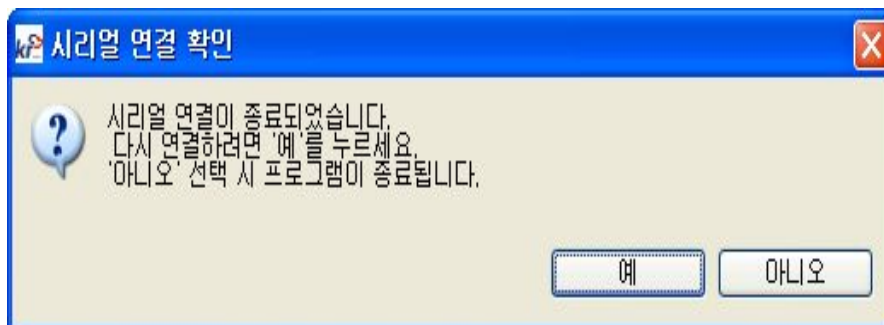 시리얼 연결 확인
시리얼 연결이 종료되었습니다.
다시 연결하려면 '예'를 누르세요.
'아니오' 선택 시 프로그램이 종료됩니다.
예
아니오